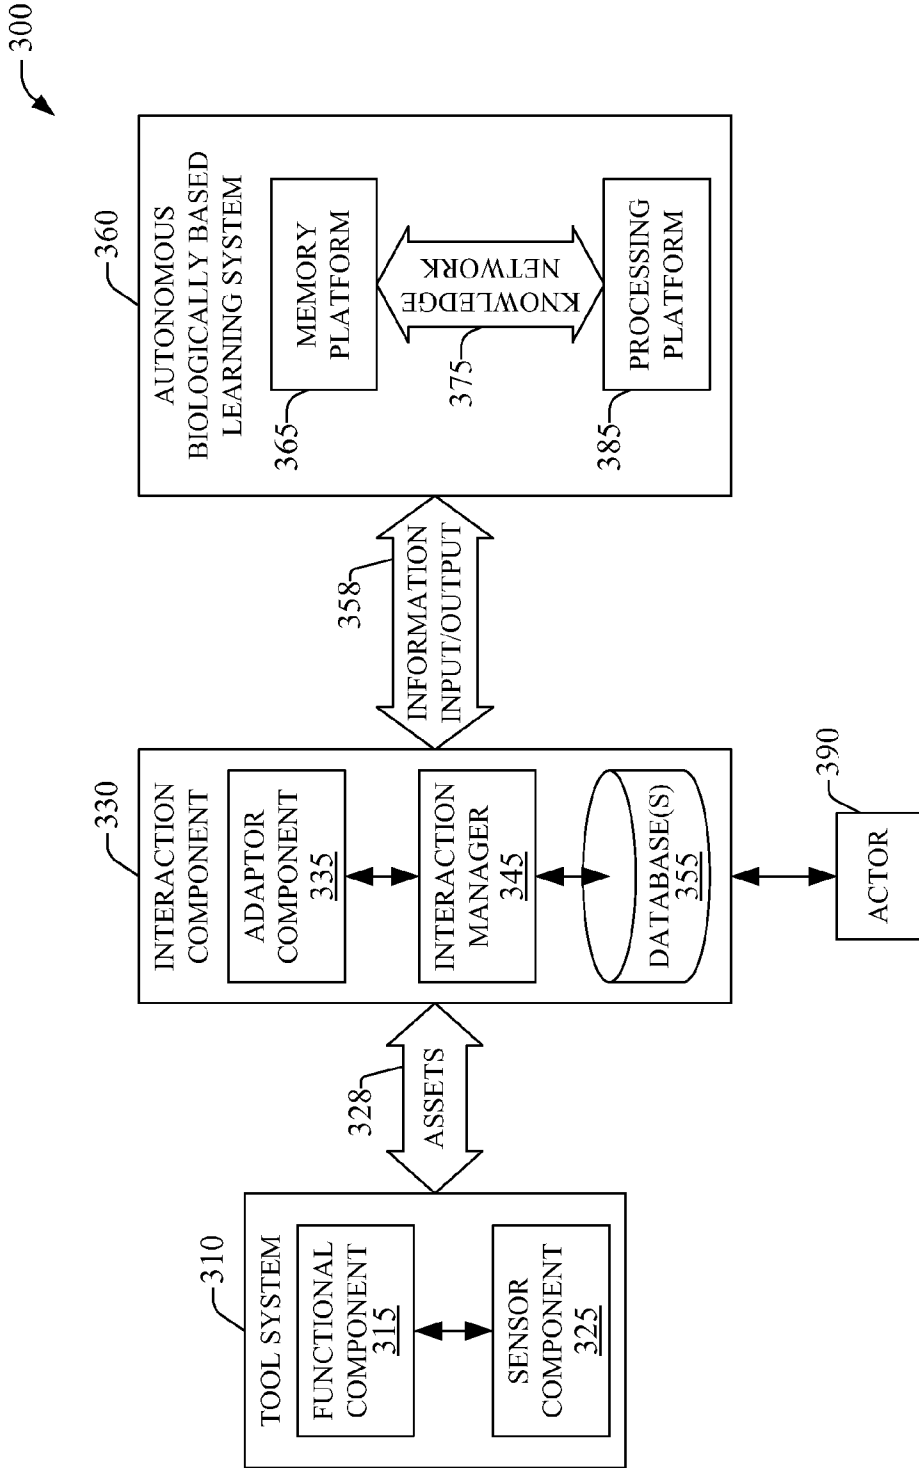 300
310
TOOL SYSTEM
FUNCTIONAL
COMPONENT
315
SENSOR
COMPONENT
325
328
ASSETS
330
INTERACTION
COMPONENT
ADAPTOR
COMPONENT
335
INTERACTION
MANAGER
345
DATABASE(S)
355
390
ACTOR
358
INFORMATION
INPUT/OUTPUT
360
AUTONOMOUS
BIOLOGICALLY BASED
LEARNING SYSTEM
MEMORY
PLATFORM
365
KNOWLEDGE
NETWORK
375
PROCESSING
PLATFORM
385